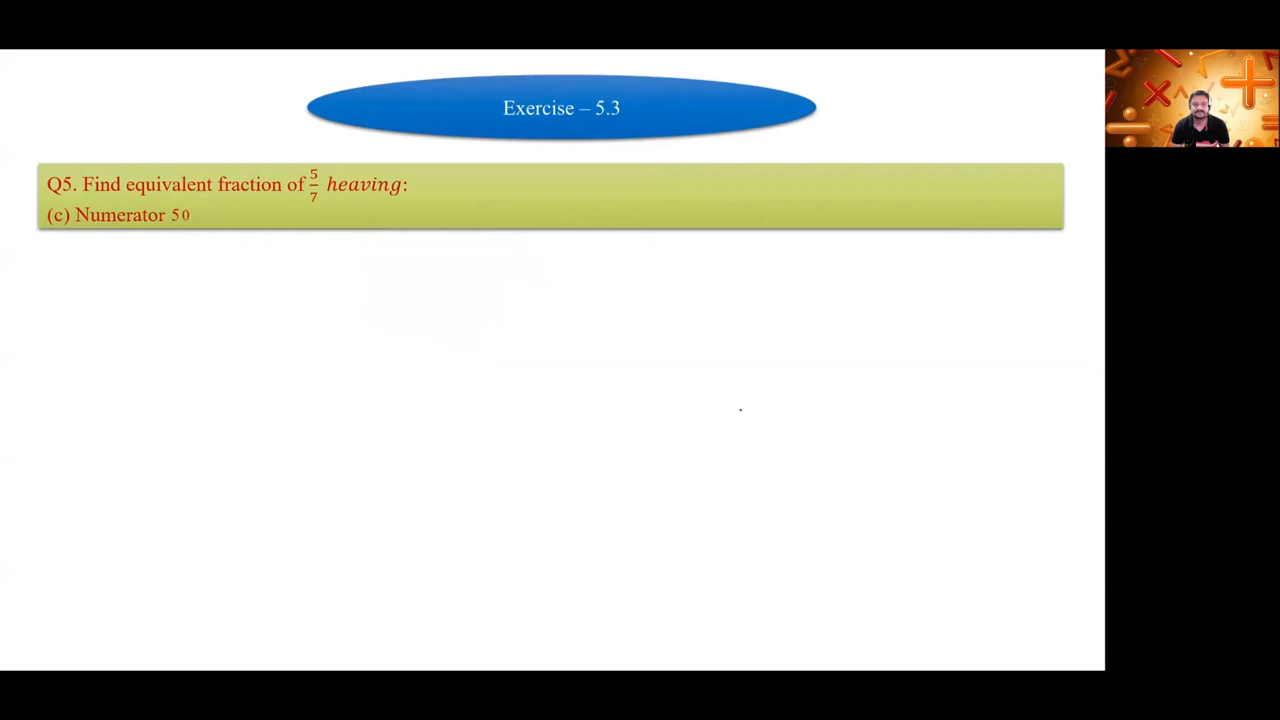 Exercise – 5.3
Q5. Find equivalent fraction of 5/7 heaving:
(c) Numerator 50